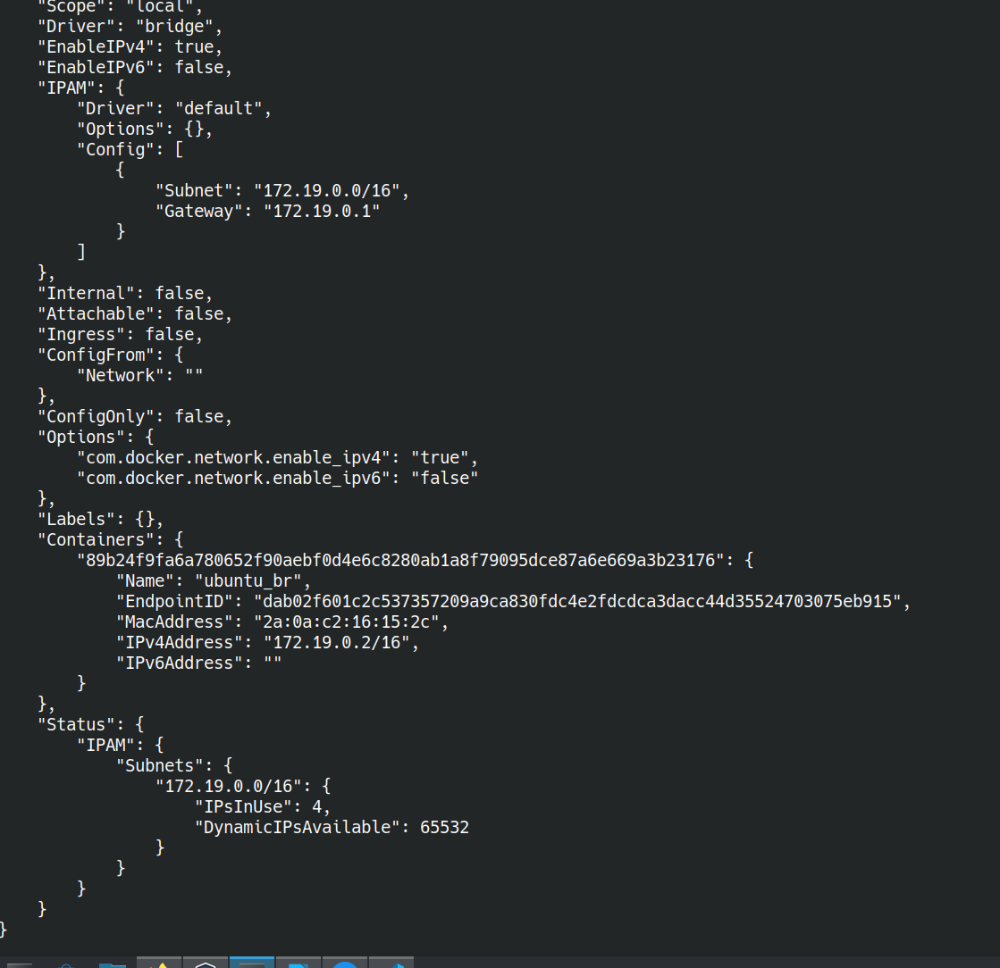 "Scope": "local",
"Driver": "bridge",
"EnableIPv4": true,
"EnableIPv6": false,
"IPAM": {
    "Driver": "default",
    "Options": {},
    "Config": [
        {
            "Subnet": "172.19.0.0/16",
            "Gateway": "172.19.0.1"
        }
    ]
},
"Internal": false,
"Attachable": false,
"Ingress": false,
"ConfigFrom": {
    "Network": ""
},
"ConfigOnly": false,
"Options": {
    "com.docker.network.enable_ipv4": "true",
    "com.docker.network.enable_ipv6": "false"
},
"Labels": {},
"Containers": {
    "89b24f9fa6a780652f90aebf0d4e6c8280ab1a8f79095dce87a6e669a3b23176": {
        "Name": "ubuntu_br",
        "EndpointID": "dab02f601c2c537357209a9ca830fdc4e2fdcdca3dacc44d35524703075eb915",
        "MacAddress": "2a:0a:c2:16:15:2c",
        "IPv4Address": "172.19.0.2/16",
        "IPv6Address": ""
    }
},
"Status": {
    "IPAM": {
        "Subnets": {
            "172.19.0.0/16": {
                "IPsInUse": 4,
                "DynamicIPsAvailable": 65532
            }
        }
    }
}
}